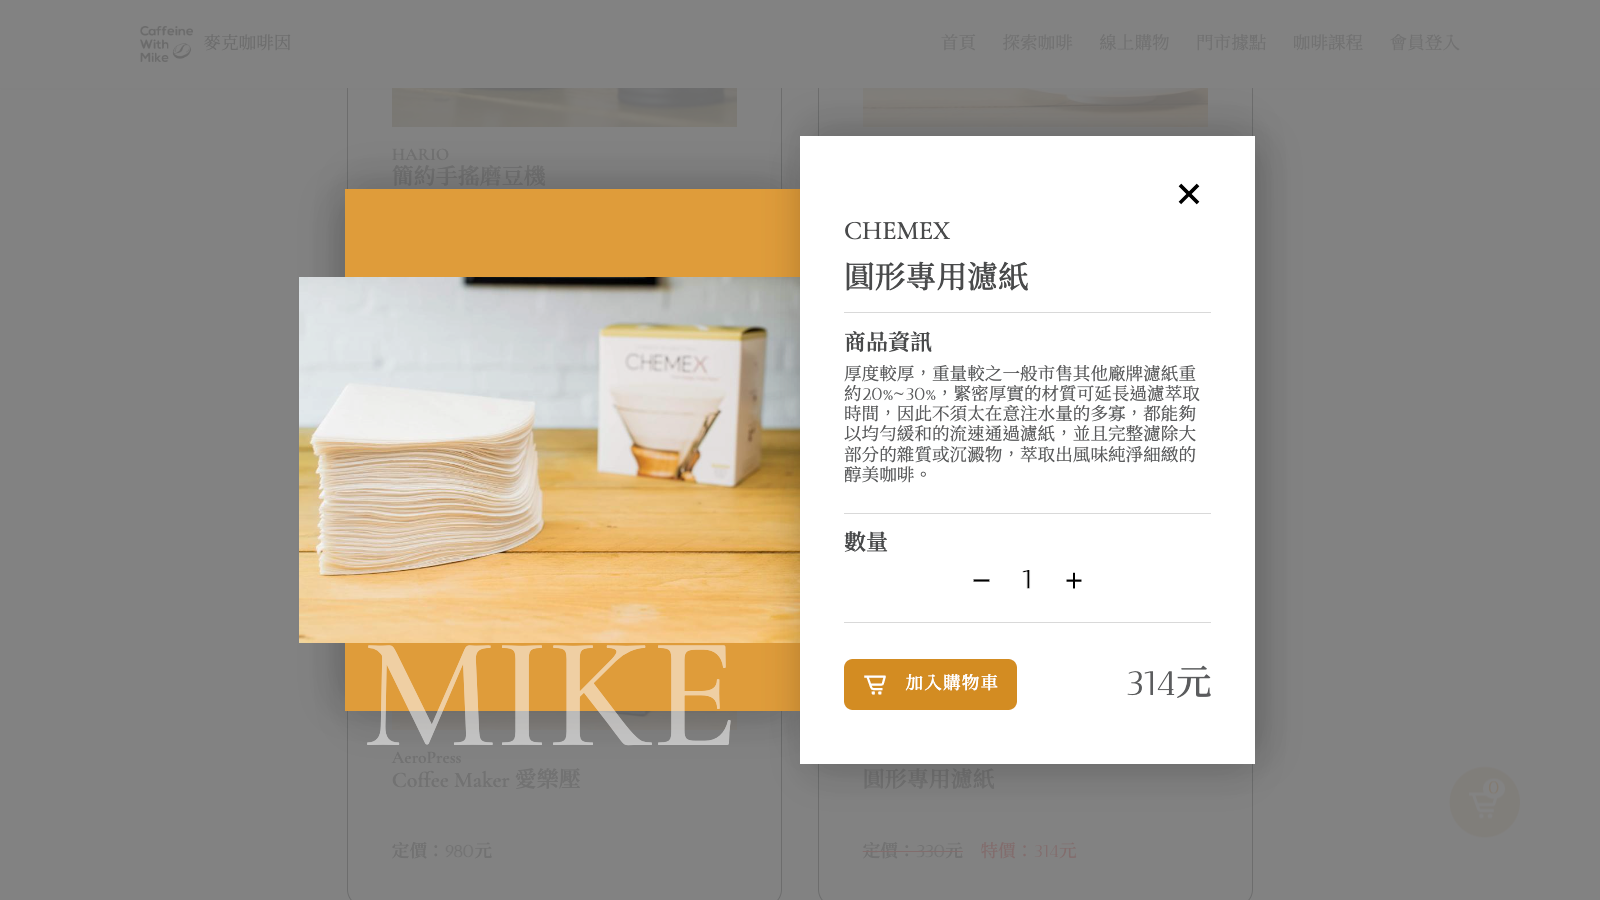 Caffeine
With
Mike
麥克咖啡因
首頁
探索咖啡
線上購物
門市據點
咖啡課程
會員登入
HARIO
簡約手搖磨豆機
CHEMEX
MIKE
CHEMEX
圓形專用濾紙
商品資訊
厚度較厚，重量較之一般市售其他廠牌濾紙重
約20%~30%，緊密厚實的材質可延長過濾萃取
時間，因此不須太在意注水量的多寡，都能夠
以均勻緩和的流速通過濾紙，並且完整濾除大
部分的雜質或沉澱物，萃取出風味純淨細緻的
醇美咖啡。
數量
1
加入購物車
314元
AeroPress
Coffee Maker 愛樂壓
定價：980元
圓形專用濾紙
定價：330元
特價：314元
0